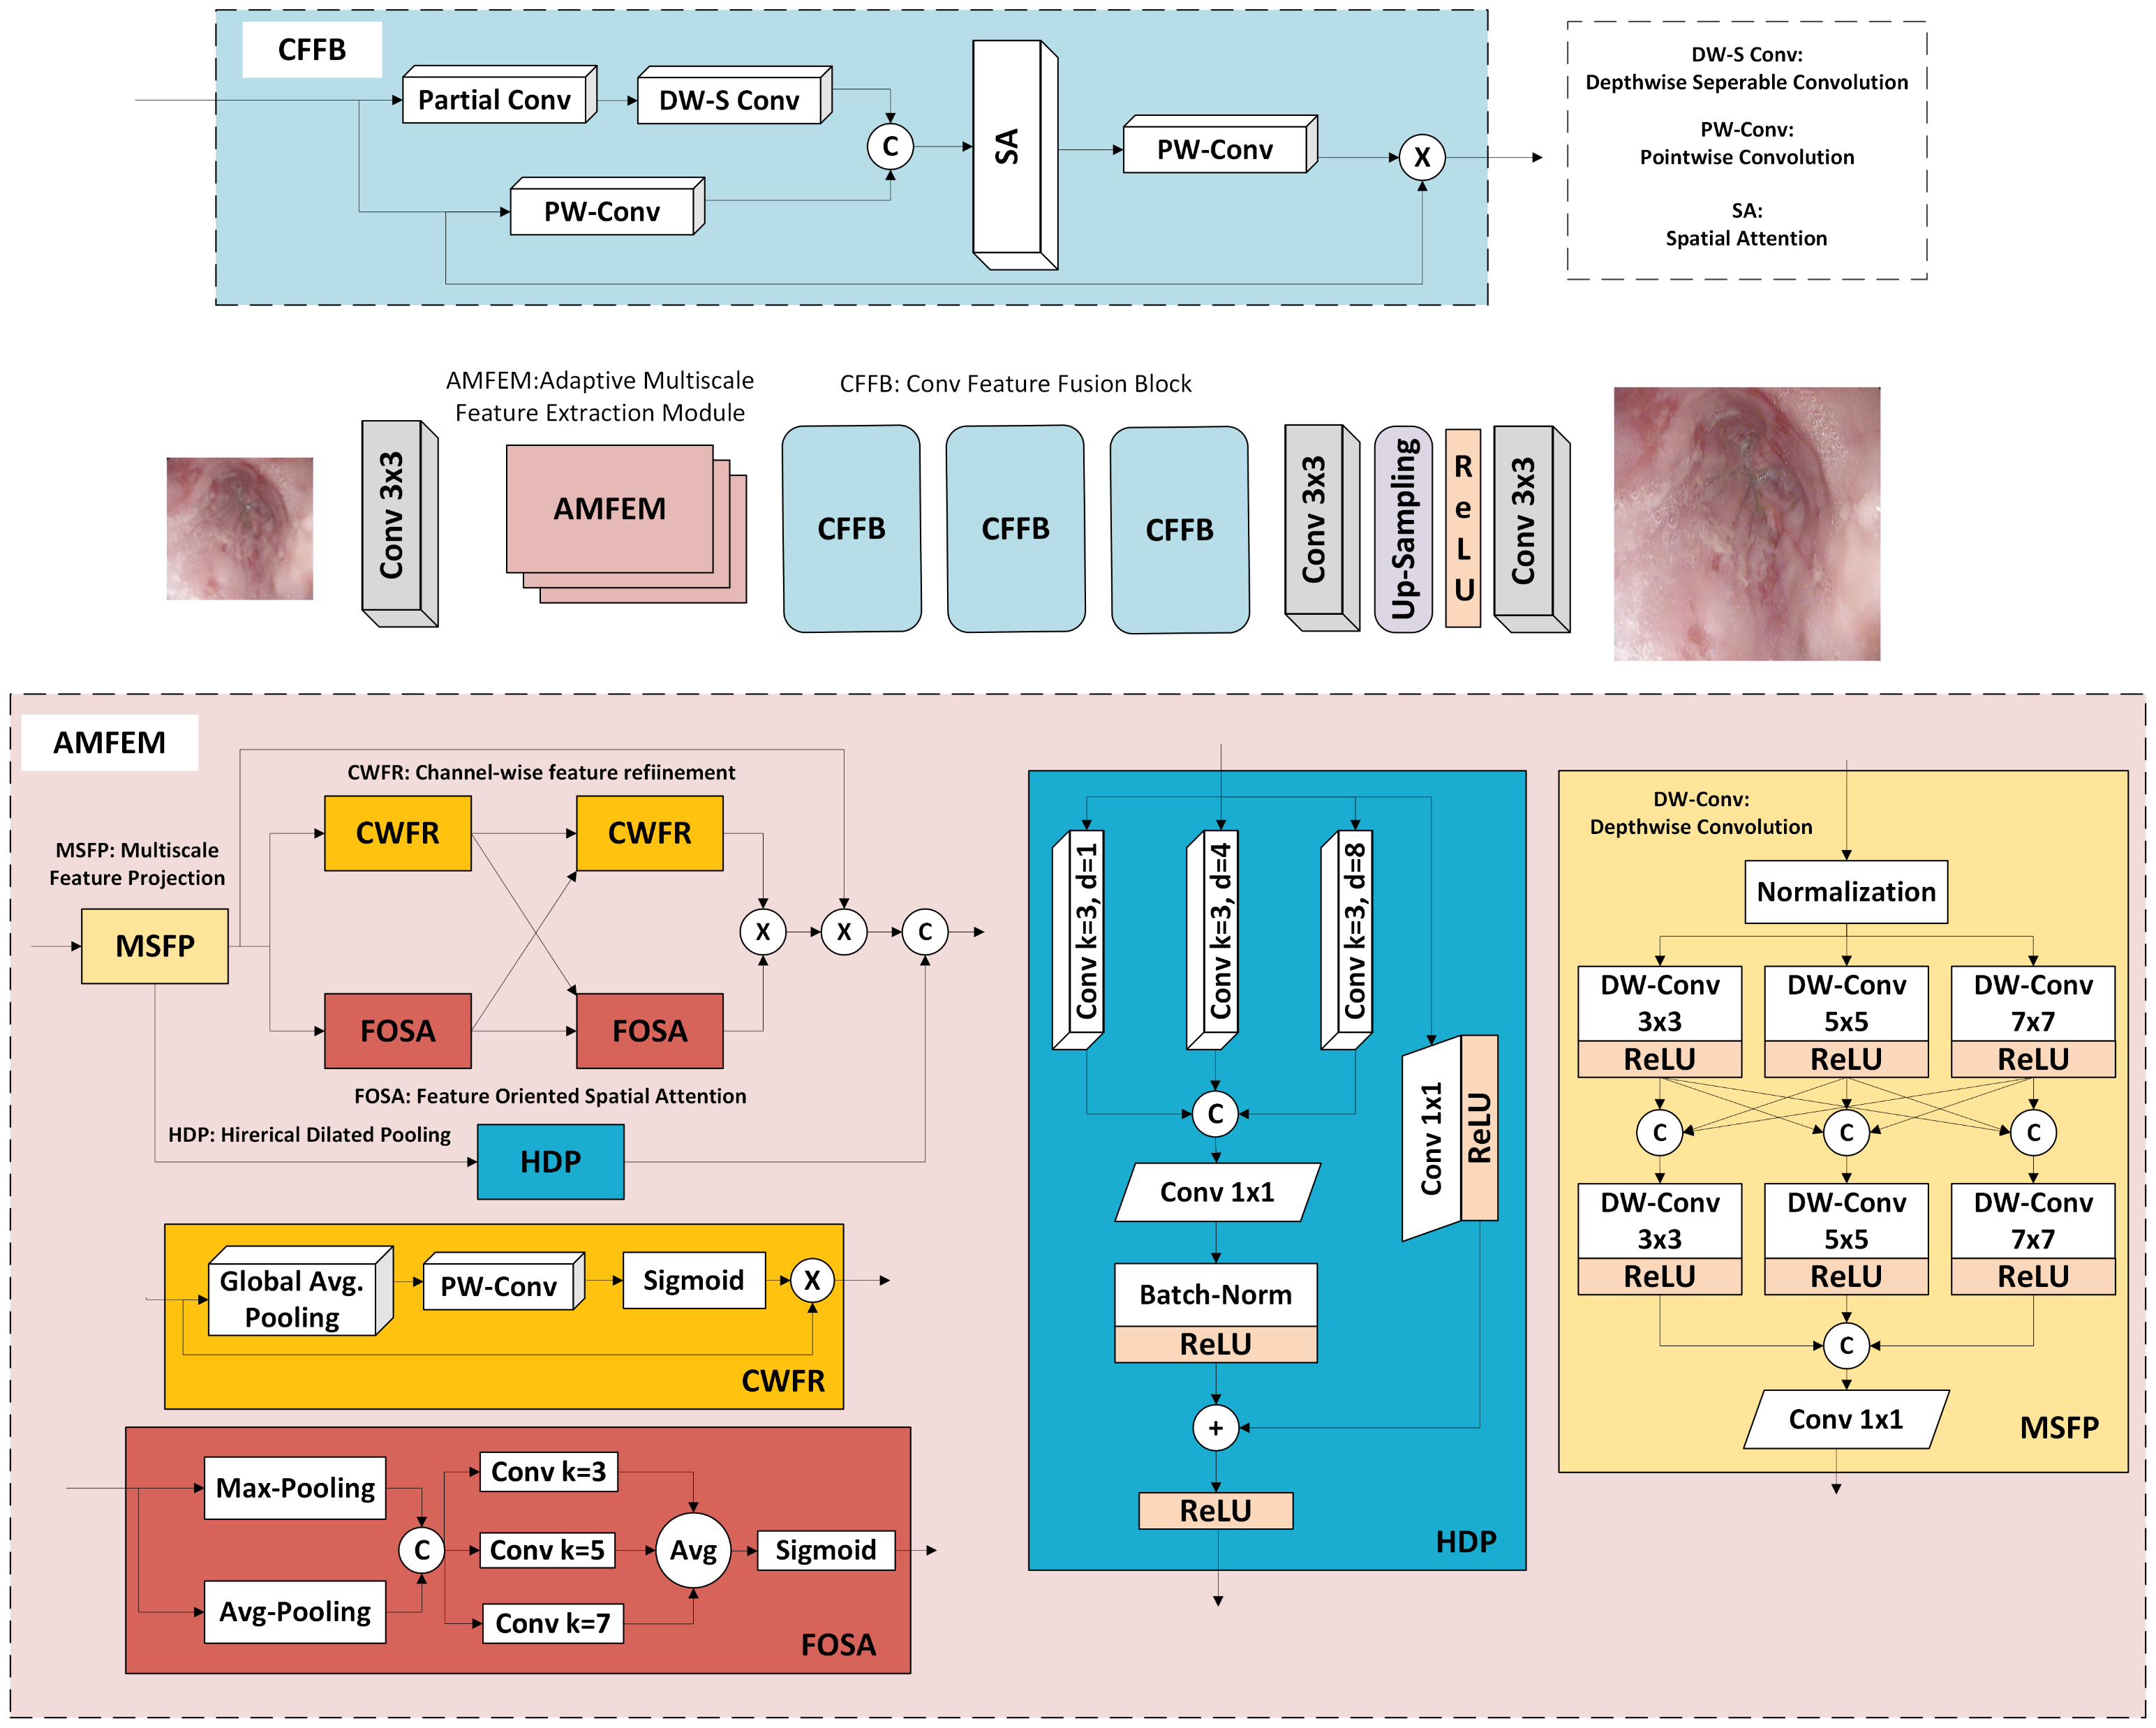 CFFB
Partial Conv
DW-S Conv
C
PW-Conv
SA
PW-Conv
X
DW-S Conv:
Depthwise Seperable Convolution
PW-Conv:
Pointwise Convolution
SA:
Spatial Attention
AMFEM:Adaptive Multiscale
Feature Extraction Module
CFFB: Conv Feature Fusion Block
Conv 3x3
AMFEM
CFFB
CFFB
CFFB
Conv 3x3
Up-Sampling
ReLU
Conv 3x3
AMFEM
CWFR: Channel-wise feature refiinement
CWFR
CWFR
MSFP: Multiscale
Feature Projection
MSFP
X
X
C
FOSA
FOSA
FOSA: Feature Oriented Spatial Attention
HDP: Hirerical Dilated Pooling
HDP
Global Avg.
Pooling
PW-Conv
Sigmoid
X
CWFR
Max-Pooling
Avg-Pooling
C
Conv k=3
Conv k=5
Conv k=7
Avg
Sigmoid
FOSA
Conv k=3, d=1
Conv k=3, d=4
Conv k=3, d=8
Conv 1x1
ReLU
C
Conv 1x1
Batch-Norm
ReLU
+
ReLU
HDP
DW-Conv:
Depthwise Convolution
Normalization
DW-Conv
3x3
ReLU
DW-Conv
5x5
ReLU
DW-Conv
7x7
ReLU
C
C
C
DW-Conv
3x3
ReLU
DW-Conv
5x5
ReLU
DW-Conv
7x7
ReLU
C
Conv 1x1
MSFP